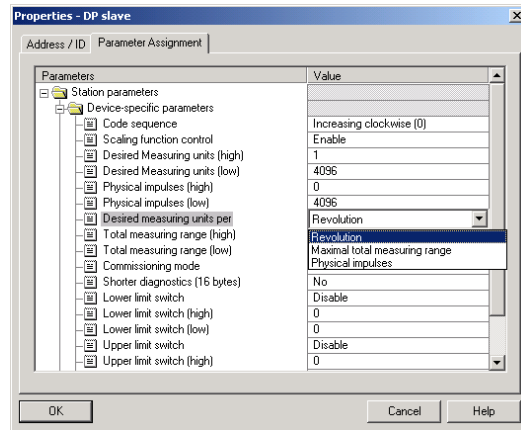 Properties - DP slave
Address / ID Parameter Assignment
Parameters Value
Station parameters
Device-specific parameters
Code sequence Increasing clockwise (0)
Scaling function control Enable
Desired Measuring units (high) 1
Desired Measuring units (low) 4096
Physical impulses (high) 0
Physical impulses (low) 4096
Desired measuring units per Revolution
Total measuring range (high) Revolution
Total measuring range (low) Maximal total measuring range
Commissioning mode Physical impulses
Shorter diagnostics (16 bytes) No
Lower limit switch Disable
Lower limit switch (high) 0
Lower limit switch (low) 0
Upper limit switch Disable
Upper limit switch (high) 0
OK Cancel Help